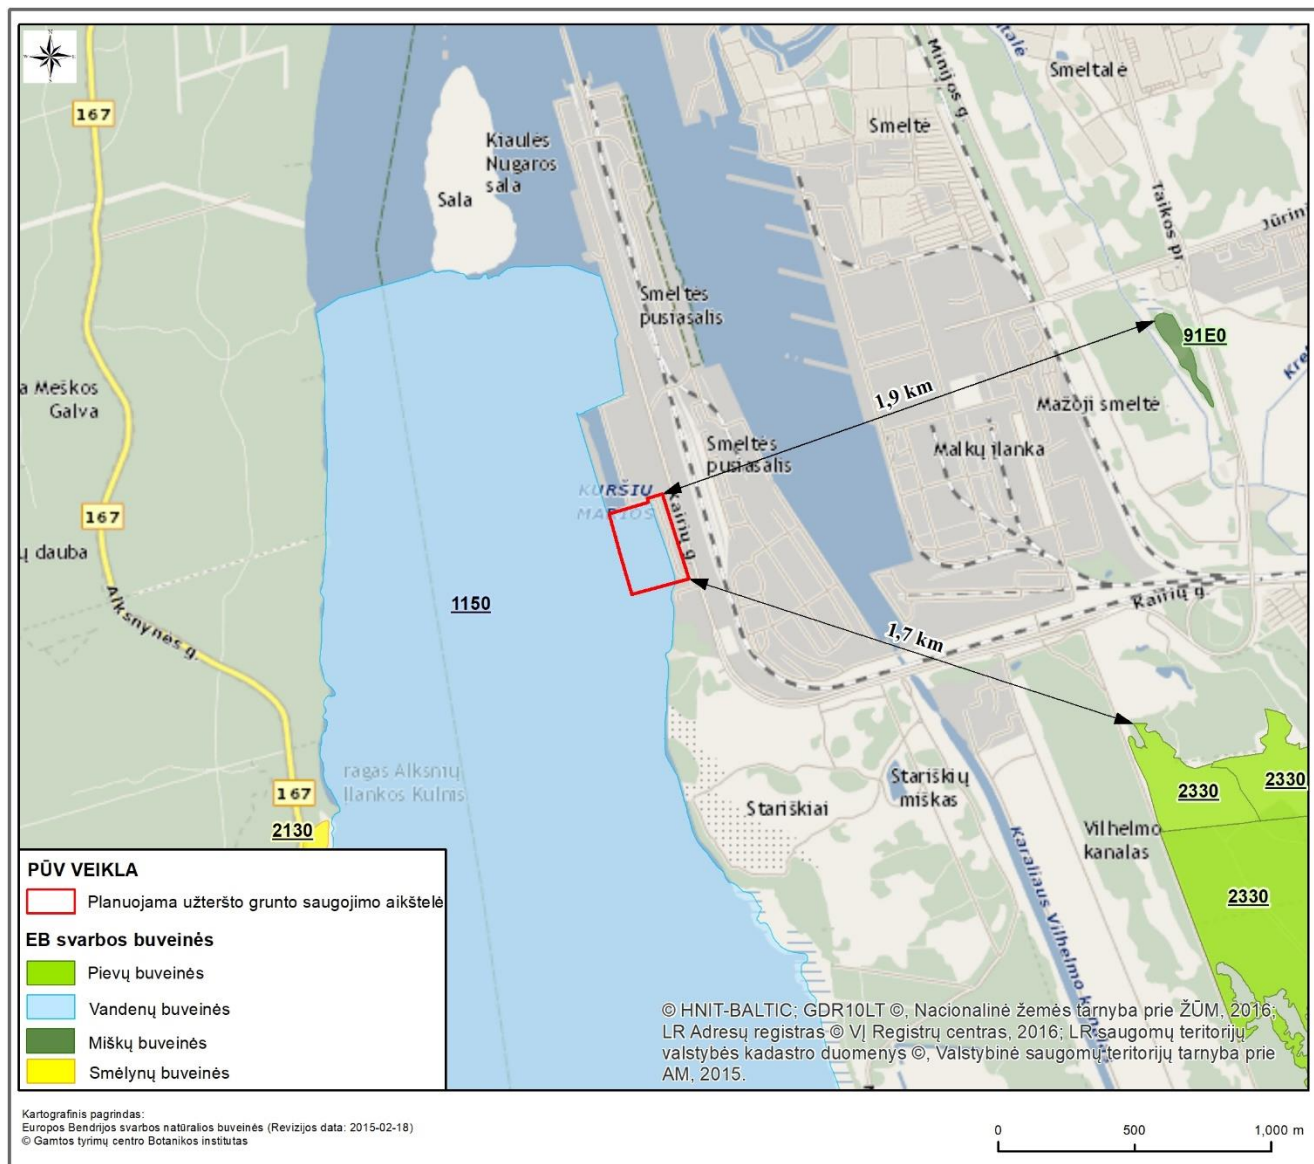 167
Kiaulės
Nugaros
sala
Sala
Minijos g.
Smeltalė
Smeltė
Taikos pr.
Smeltės
pusiasalis
91E0
1,9 km
a Meškos
Galva
Mažoji smeltė
Smeltės
pusiasalis
Malkų įlanka
KURŠIŲ
MARIOS
Kairių g.
167
ų dauba
1150
Alksnynės g.
Kairių g.
1,7 km
ragas Alksnių
Ilankos Kulnis
167
2130
Stariškių
miškas
Stariškiai
2330
2330
Vilhelmo
kanalas
2330
Karaliaus Vilhelmo kanalas
PŪV VEIKLA
Planuojama užteršto grunto saugojimo aikštelė
EB svarbos buveinės
Pievų buveinės
Vandenų buveinės
Miškų buveinės
Smėlynų buveinės
© HNIT-BALTIC; GDR10LT ©, Nacionalinė žemės tarnyba prie ŽŪM, 2016;
LR Adresų registras © VĮ Registrų centras, 2016; LR saugomų teritorijų
valstybės kadastro duomenys ©, Valstybinė saugomų teritorijų tarnyba prie
AM, 2015.
Kartografinis pagrindas:
Europos Bendrijos svarbos natūralios buveinės (Revizijos data: 2015-02-18)
© Gamtos tyrimų centro Botanikos institutas
0 500 1,000 m